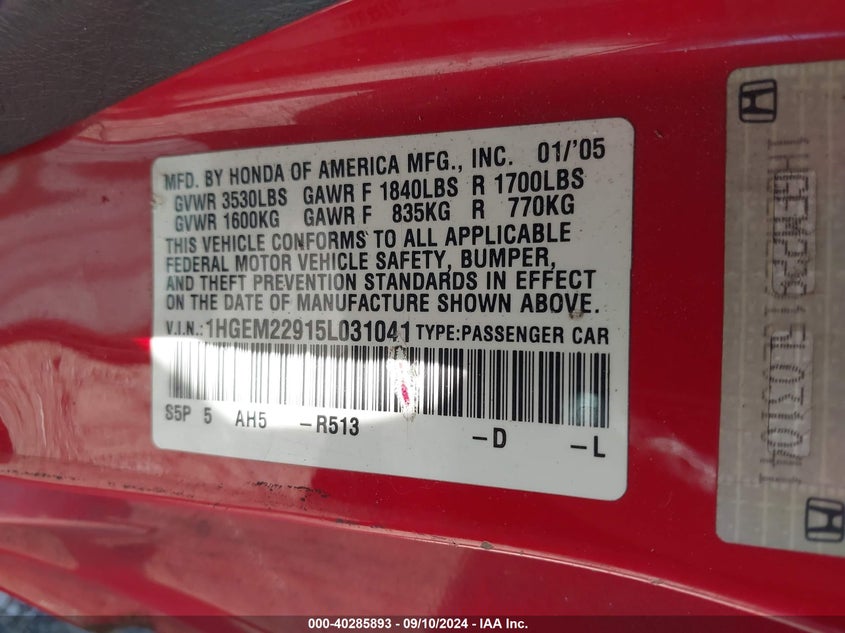 MFD. BY HONDA OF AMERICA MFG., INC. 01/'05
GVWR 3530LBS GAWR F 1840LBS R 1700LBS
GVWR 1600KG GAWR F 835KG R 770KG
THIS VEHICLE CONFORMS TO ALL APPLICABLE
FEDERAL MOTOR VEHICLE SAFETY, BUMPER,
AND THEFT PREVENTION STANDARDS IN EFFECT
ON THE DATE OF MANUFACTURE SHOWN ABOVE.
V.I.N.:1HGEM22915L031041 TYPE:PASSENGER CAR
S5P 5 AH5 -R513 -D -L
1HGEM22915L031041
000-40285893 - 09/10/2024 - IAA Inc.